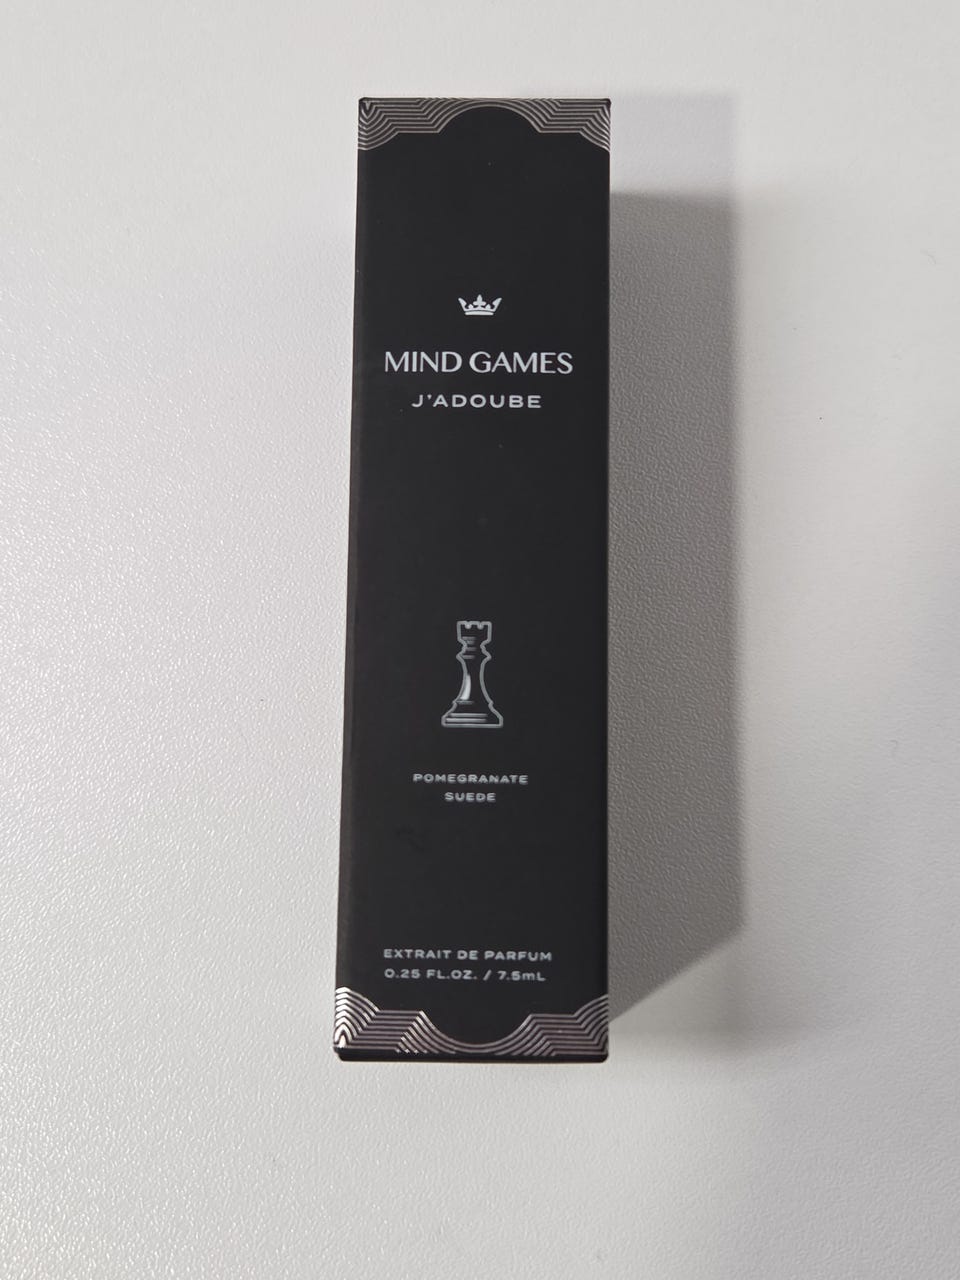 MIND GAMES
J'ADOUBE
POMEGRANATE
SUEDE
EXTRAIT DE PARFUM
0.25 FL.OZ. / 7.5mL